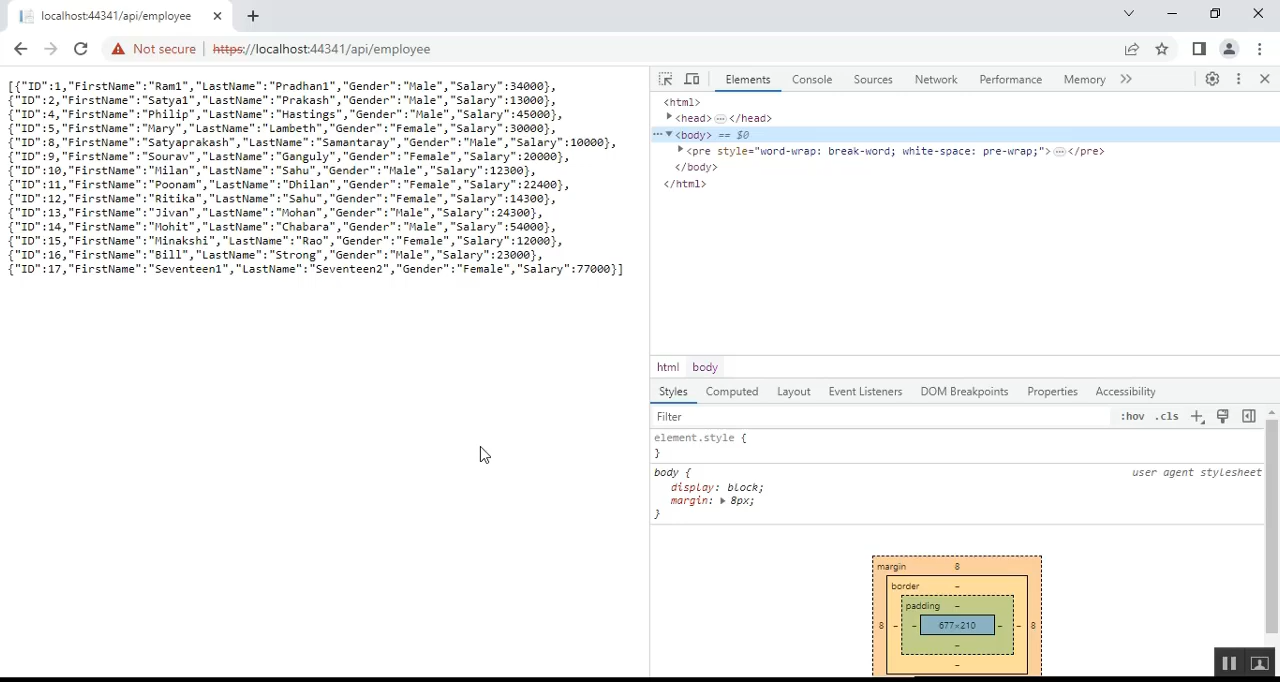 localhost:44341/api/employee
Not secure https://localhost:44341/api/employee
[{"ID":1,"FirstName":"Ram1","LastName":"Pradhan1","Gender":"Male","Salary":34000},
{"ID":2,"FirstName":"Satya1","LastName":"Prakash","Gender":"Male","Salary":13000},
{"ID":4,"FirstName":"Philip","LastName":"Hastings","Gender":"Male","Salary":45000},
{"ID":5,"FirstName":"Mary","LastName":"Lambeth","Gender":"Female","Salary":30000},
{"ID":8,"FirstName":"Satyaprakash","LastName":"Samantaray","Gender":"Male","Salary":10000},
{"ID":9,"FirstName":"Sourav","LastName":"Ganguly","Gender":"Female","Salary":20000},
{"ID":10,"FirstName":"Milan","LastName":"Sahu","Gender":"Male","Salary":12300},
{"ID":11,"FirstName":"Poonam","LastName":"Dhilan","Gender":"Female","Salary":22400},
{"ID":12,"FirstName":"Ritika","LastName":"Sahu","Gender":"Female","Salary":14300},
{"ID":13,"FirstName":"Jivan","LastName":"Mohan","Gender":"Male","Salary":24300},
{"ID":14,"FirstName":"Mohit","LastName":"Chabara","Gender":"Male","Salary":54000},
{"ID":15,"FirstName":"Minakshi","LastName":"Rao","Gender":"Female","Salary":12000},
{"ID":16,"FirstName":"Bill","LastName":"Strong","Gender":"Male","Salary":23000},
{"ID":17,"FirstName":"Seventeen1","LastName":"Seventeen2","Gender":"Female","Salary":77000}]
Elements Console Sources Network Performance Memory
<html>
<head> … </head>
… <body> == $0
<pre style="word-wrap: break-word; white-space: pre-wrap;"> … </pre>
</body>
</html>
html body
Styles Computed Layout Event Listeners DOM Breakpoints Properties Accessibility
Filter :hov .cls
element.style {
}
body { user agent stylesheet
display: block;
margin: 8px;
}
margin 8
border –
padding –
8 – – 677×210 – – 8
–
–